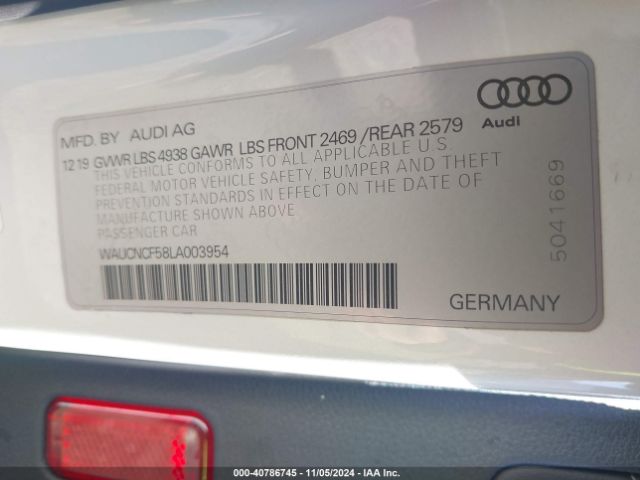 MFD. BY AUDI AG
Audi
12 19 GVWR LBS 4938 GAWR LBS FRONT 2469 /REAR 2579
THIS VEHICLE CONFORMS TO ALL APPLICABLE U.S.
FEDERAL MOTOR VEHICLE SAFETY, BUMPER AND THEFT
PREVENTION STANDARDS IN EFFECT ON THE DATE OF
MANUFACTURE SHOWN ABOVE
PASSENGER CAR
WAUCNCF58LA003954
5041669
GERMANY
000-40786745 - 11/05/2024 - IAA Inc.